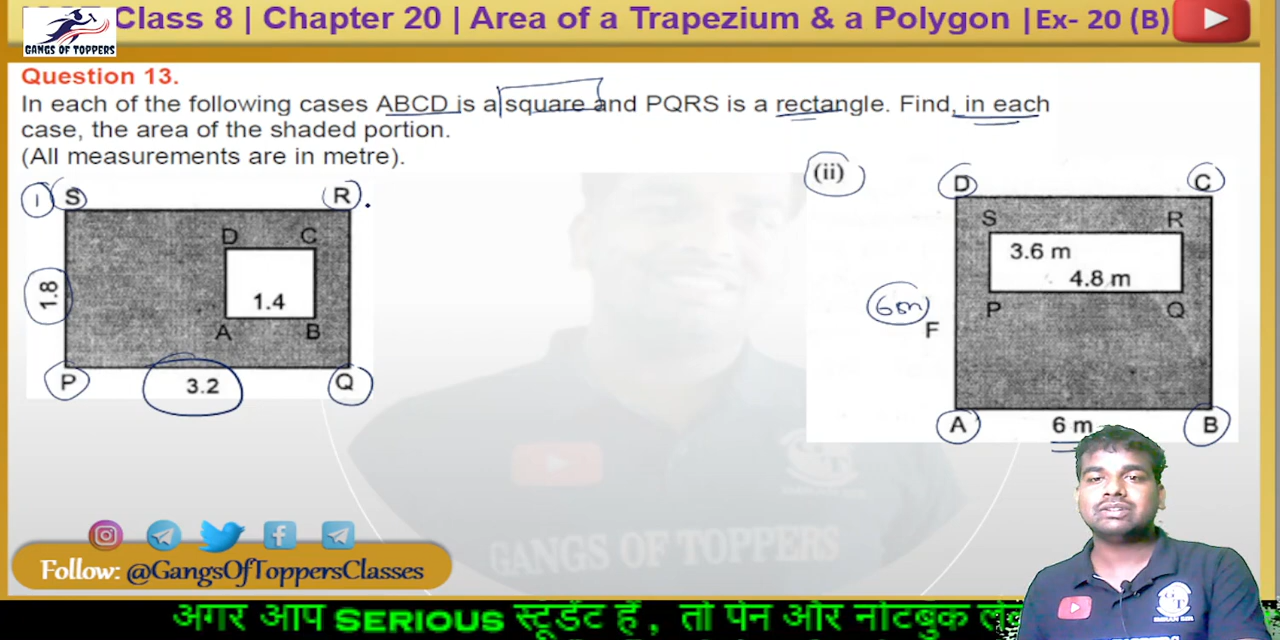 Class 8 | Chapter 20 | Area of a Trapezium & a Polygon | Ex- 20 (B)
GANGS OF TOPPERS
Question 13.
In each of the following cases ABCD is a square and PQRS is a rectangle. Find, in each
case, the area of the shaded portion.
(All measurements are in metre).
1 S R
D C
1.8
1.4
A B
P 3.2 Q
(ii)
D C
S R
3.6 m
4.8 m
6m
P Q
F
A 6 m B
GANGS OF TOPPERS
Follow: @GangsOfToppersClasses
अगर आप SERIOUS स्टूडेंट हैं , तो पेन और नोटबुक